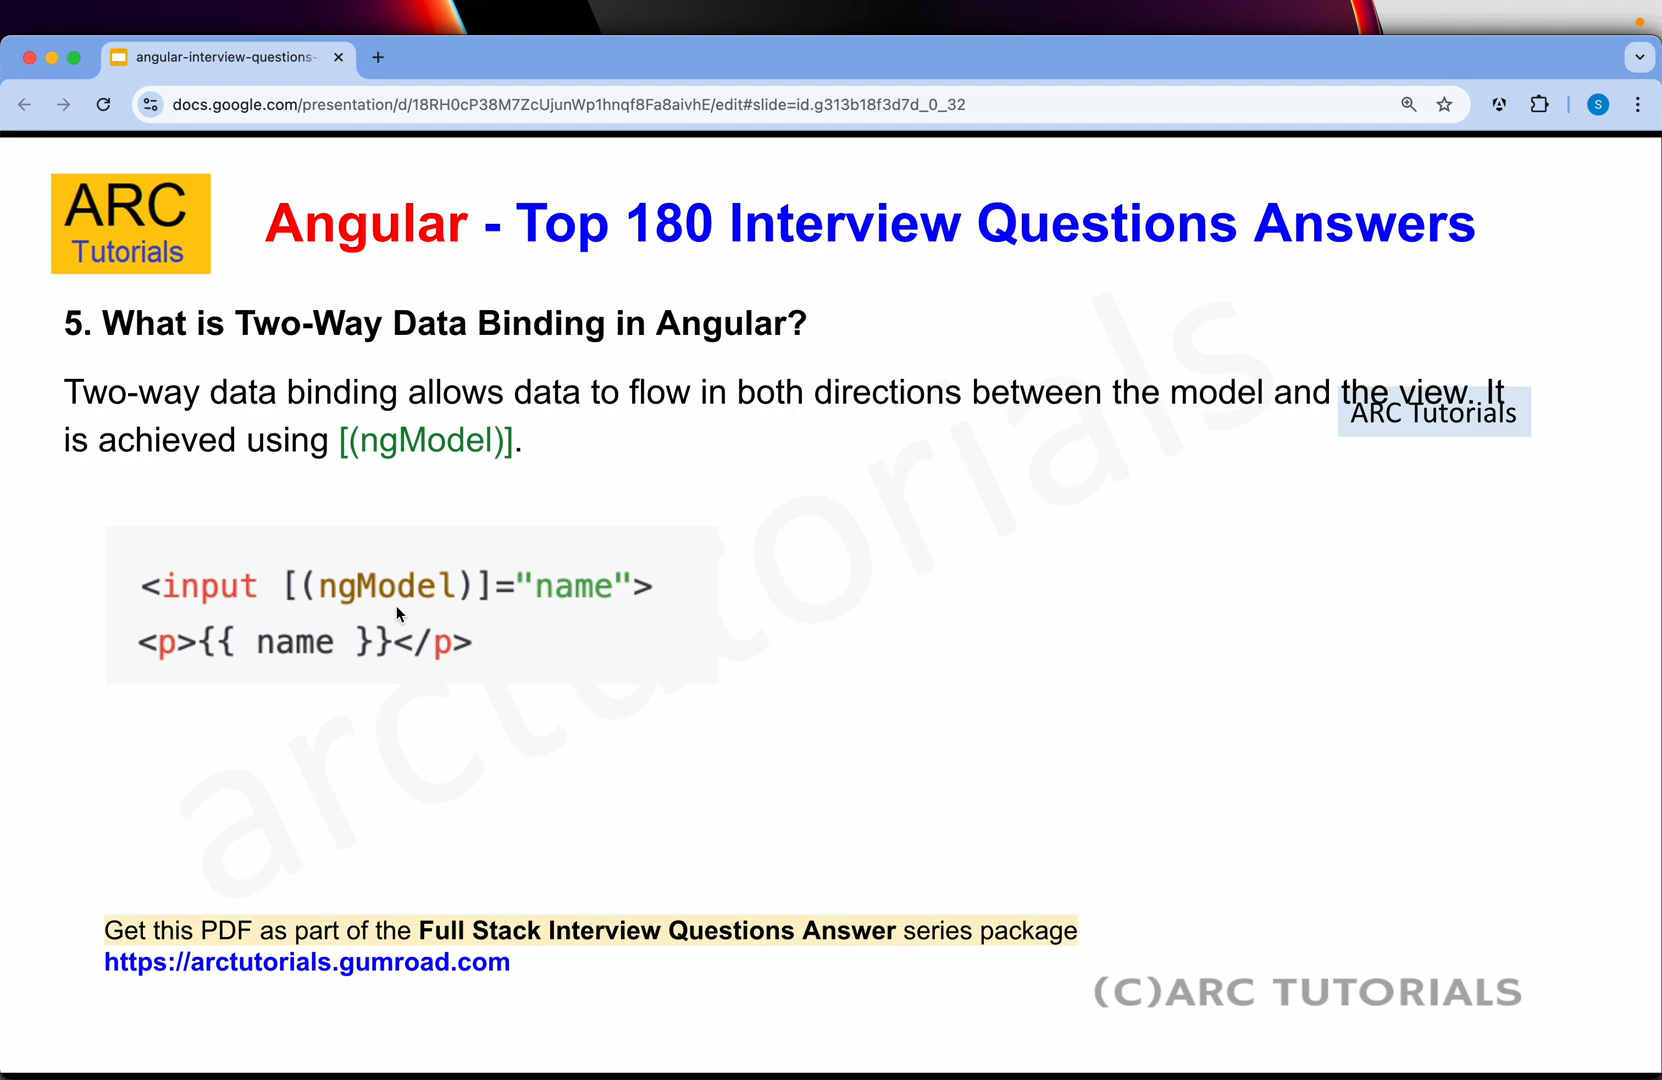 angular-interview-questions-
docs.google.com/presentation/d/18RH0cP38M7ZcUjunWp1hnqf8Fa8aivhE/edit#slide=id.g313b18f3d7d_0_32
S
ARC
Tutorials
Angular - Top 180 Interview Questions Answers
5. What is Two-Way Data Binding in Angular?
Two-way data binding allows data to flow in both directions between the model and the view. It
is achieved using [(ngModel)].
ARC Tutorials
<input [(ngModel)]="name">
<p>{{ name }}</p>
arctutorials
Get this PDF as part of the Full Stack Interview Questions Answer series package
https://arctutorials.gumroad.com
(C)ARC TUTORIALS